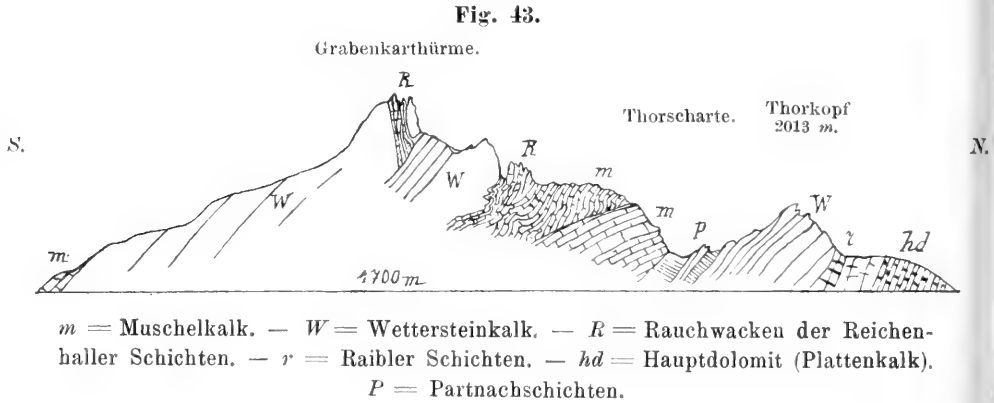 Fig. 43.
Grabenkarthürme.
R
Thorscharte.
Thorkopf
2013 m.
S.
N.
R
W
W
m
m
W
p
r
hd
m
4700 m
m = Muschelkalk. — W = Wettersteinkalk. — R = Rauchwacken der Reichen-
haller Schichten. — r = Raibler Schichten. — hd = Hauptdolomit (Plattenkalk).
P = Partnachschichten.